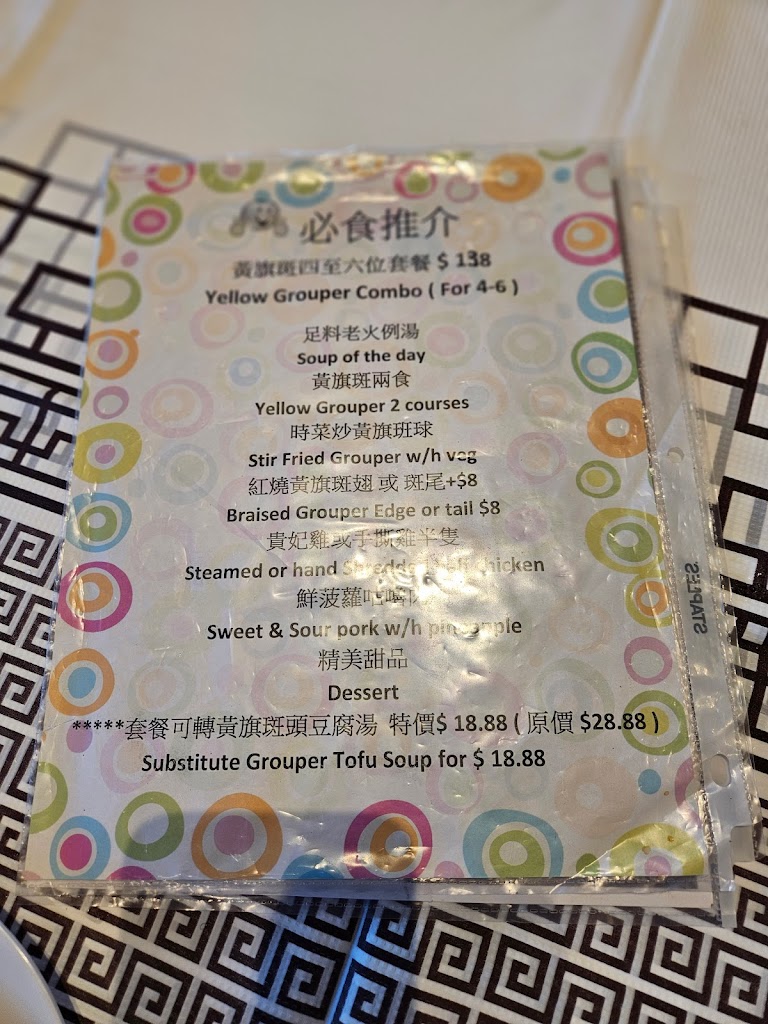 必食推介
黃旗斑四至六位套餐 $ 138
Yellow Grouper Combo ( For 4-6 )
足料老火例湯
Soup of the day
黃旗斑兩食
Yellow Grouper 2 courses
時菜炒黃旗班球
Stir Fried Grouper w/h veg
紅燒黃旗斑翅 或 斑尾+$8
Braised Grouper Edge or tail $8
貴妃雞或手撕雞半隻
Steamed or hand chicken
鮮菠蘿咕嚕肉
Sweet & Sour pork w/h pineapple
精美甜品
Dessert
*****套餐可轉黃旗斑頭豆腐湯 特價$ 18.88 ( 原價 $28.88 )
Substitute Grouper Tofu Soup for $ 18.88
STAPLES